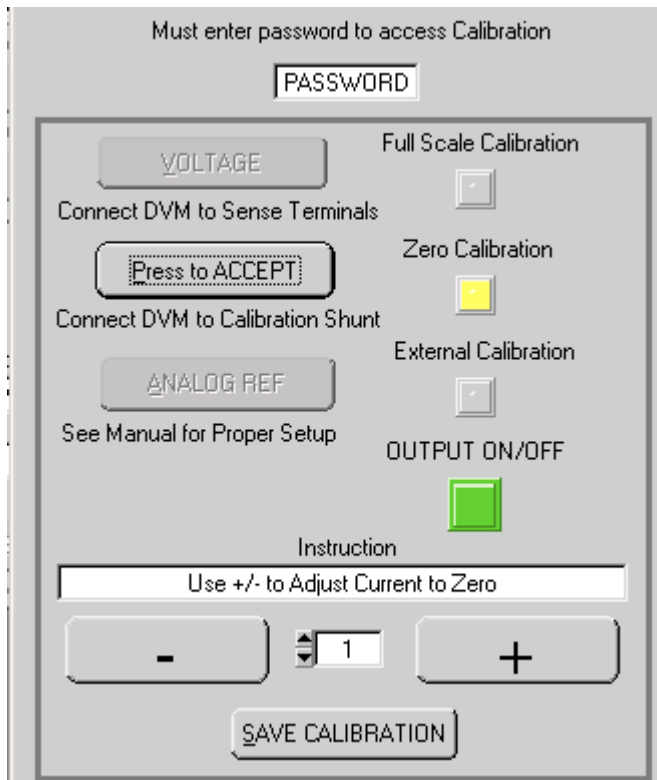 Must enter password to access Calibration
PASSWORD
VOLTAGE
Full Scale Calibration
Connect DVM to Sense Terminals
Press to ACCEPT
Zero Calibration
Connect DVM to Calibration Shunt
ANALOG REF
External Calibration
See Manual for Proper Setup
OUTPUT ON/OFF
Instruction
Use +/- to Adjust Current to Zero
- 1 +
SAVE CALIBRATION